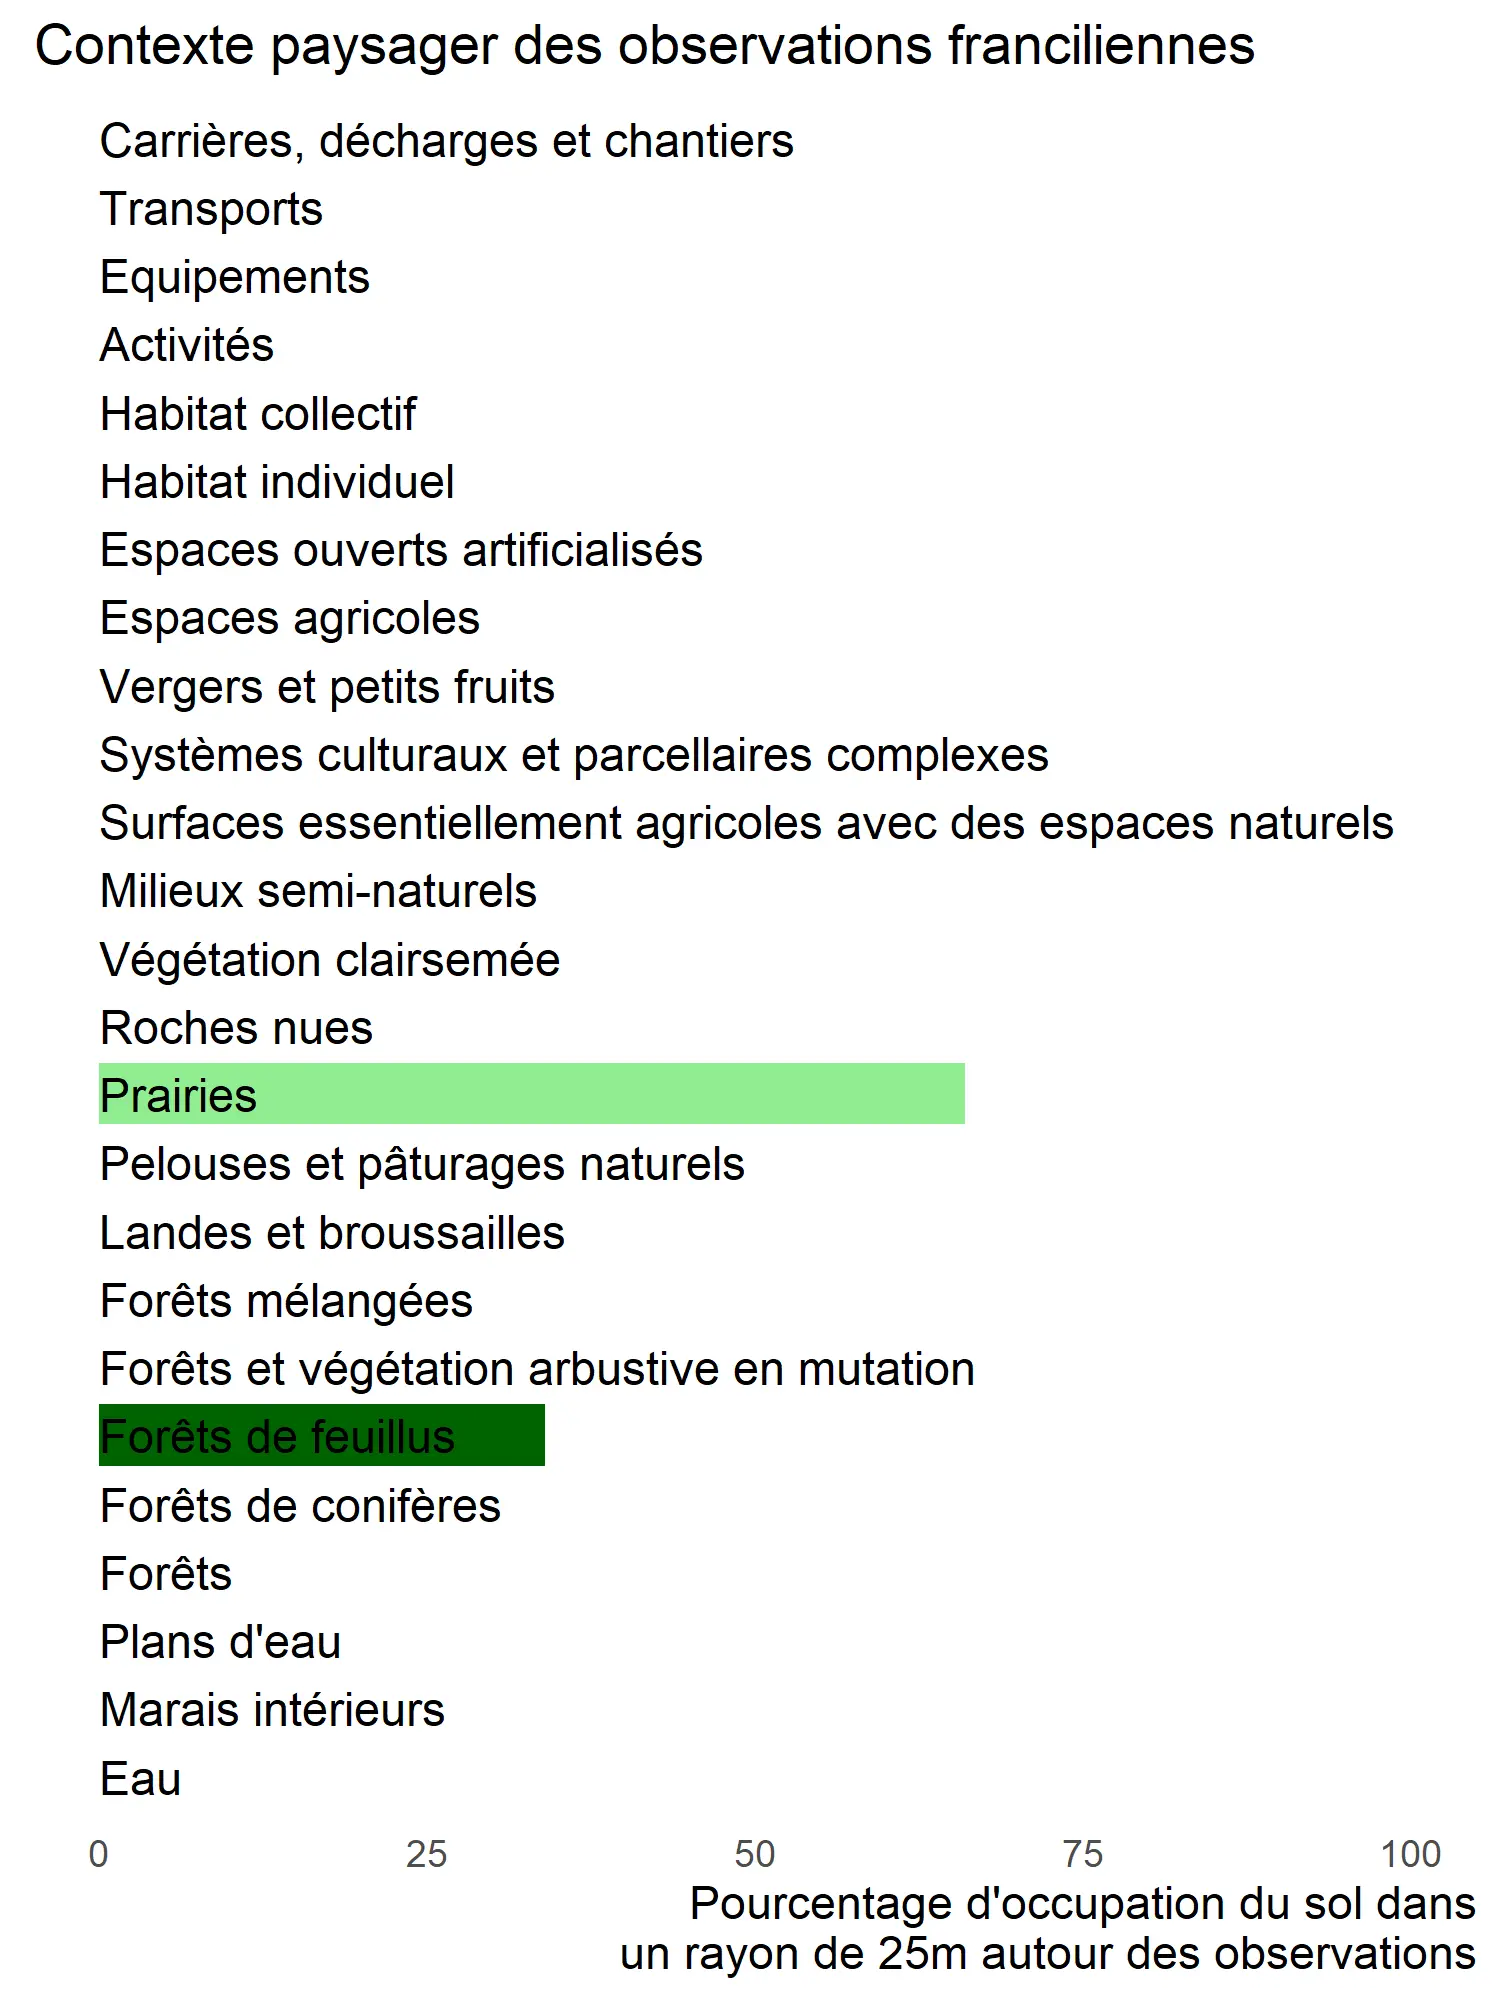 Contexte paysager des observations franciliennes
Carrières, décharges et chantiers
Transports
Equipements
Activités
Habitat collectif
Habitat individuel
Espaces ouverts artificialisés
Espaces agricoles
Vergers et petits fruits
Systèmes culturaux et parcellaires complexes
Surfaces essentiellement agricoles avec des espaces naturels
Milieux semi-naturels
Végétation clairsemée
Roches nues
Prairies
Pelouses et pâturages naturels
Landes et broussailles
Forêts mélangées
Forêts et végétation arbustive en mutation
Forêts de feuillus
Forêts de conifères
Forêts
Plans d'eau
Marais intérieurs
Eau
0 25 50 75 100
Pourcentage d'occupation du sol dans
un rayon de 25m autour des observations